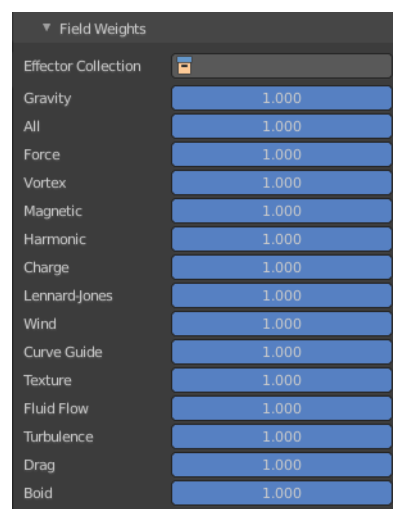 Field Weights
Effector Collection
Gravity 1.000
All 1.000
Force 1.000
Vortex 1.000
Magnetic 1.000
Harmonic 1.000
Charge 1.000
Lennard-Jones 1.000
Wind 1.000
Curve Guide 1.000
Texture 1.000
Fluid Flow 1.000
Turbulence 1.000
Drag 1.000
Boid 1.000